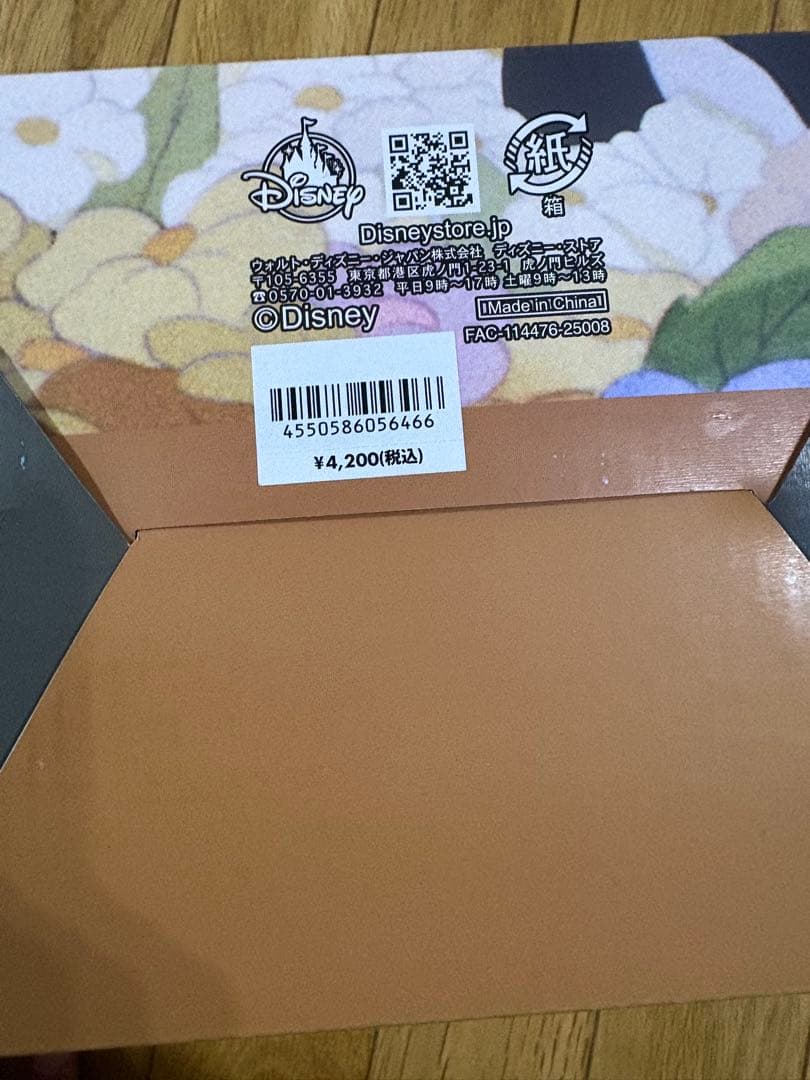 Disney
紙
箱
Disneystore.jp
ウォルト・ディズニー・ジャパン株式会社 ディズニー・ストア
〒105-6355 東京都港区虎ノ門1-23-1 虎ノ門ヒルズ
☎0570-01-3932 平日9時〜17時 土曜9時〜13時
©Disney
Made in China
FAC-114476-25008
4550586056466
¥4,200(税込)